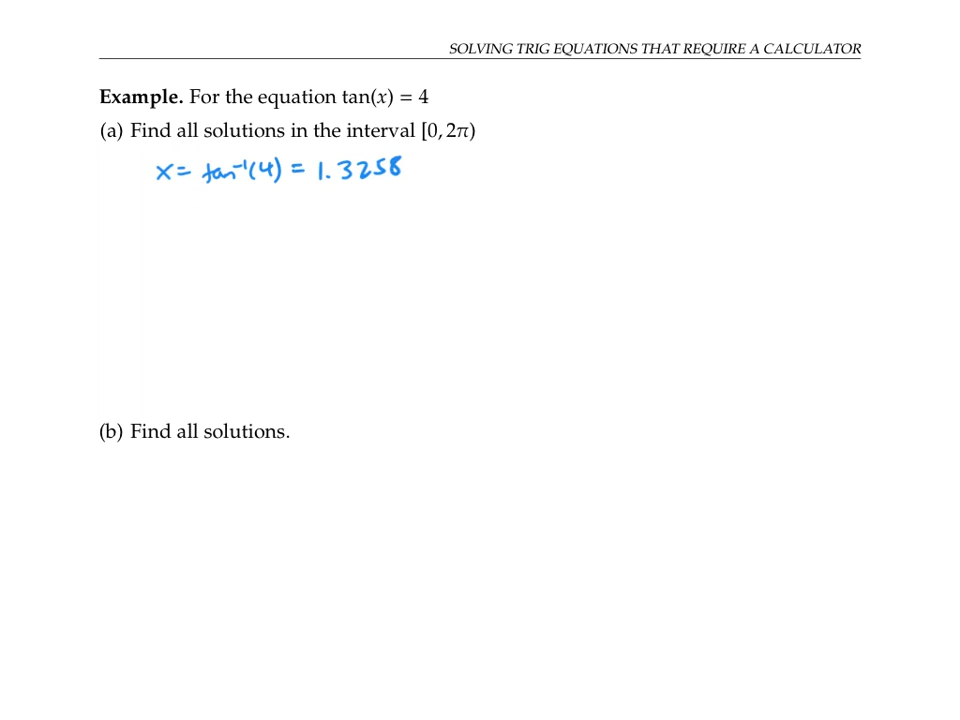 SOLVING TRIG EQUATIONS THAT REQUIRE A CALCULATOR
Example. For the equation tan(x) = 4
(a) Find all solutions in the interval [0, 2π)
x = tan⁻¹(4) = 1.3258
(b) Find all solutions.